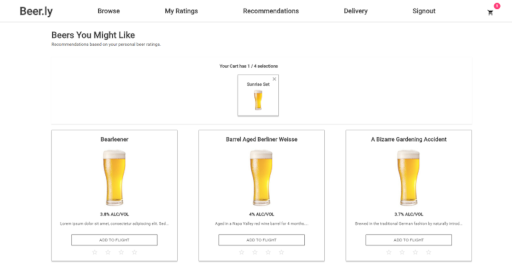 Beer.ly
Browse
My Ratings
Recommendations
Delivery
Signout
Beers You Might Like
Recommendations based on your personal beer ratings.
Your Cart has 1 / 4 selections
Sunrise Set
Bearleener
3.8% ALC/VOL
Lorem ipsum dolor sit amet, consectetur adipiscing elit. Sed...
ADD TO FLIGHT
Barrel Aged Berliner Weisse
4% ALC/VOL
Aged in a Napa Valley red wine barrel for 4 months,...
ADD TO FLIGHT
A Bizarre Gardening Accident
3.7% ALC/VOL
Brewed in the traditional German fashion by naturally
ADD TO FLIGHT